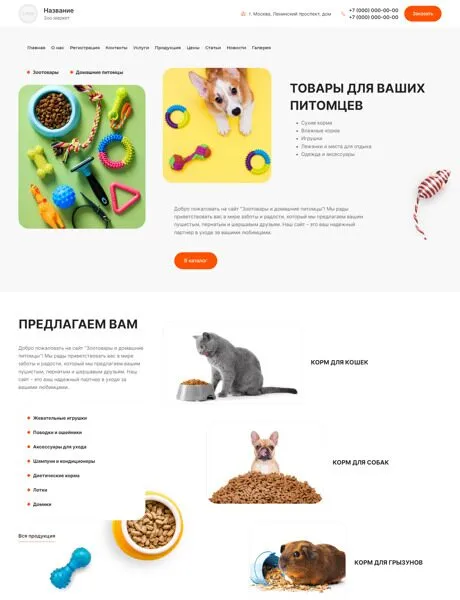 Название
Zoo маркет
г. Москва, Ленинский проспект, дом
+7 (000) 000-00-00
+7 (000) 000-00-00
Заказать
Главная О нас Регистрация Контакты Услуги Продукция Цены Статьи Новости Галерея
Зоотовары Домашние питомцы
ТОВАРЫ ДЛЯ ВАШИХ
ПИТОМЦЕВ
Сухие корма
Влажные корма
Игрушки
Лежанки и места для отдыха
Одежда и аксессуары
Добро пожаловать на сайт "Зоотовары и домашние питомцы"! Мы рады
приветствовать вас в мире заботы и радости, который мы предлагаем вашим
пушистым, пернатым и шершавым друзьям. Наш сайт – это ваш надежный
партнер в уходе за вашими любимцами.
В каталог
ПРЕДЛАГАЕМ ВАМ
Добро пожаловать на сайт "Зоотовары и домашние
питомцы"! Мы рады приветствовать вас в мире
заботы и радости, который мы предлагаем вашим
пушистым, пернатым и шершавым друзьям. Наш
сайт – это ваш надежный партнер в уходе за
вашими любимцами.
КОРМ ДЛЯ КОШЕК
Жевательные игрушки
Поводки и ошейники
Аксессуары для ухода
Шампуни и кондиционеры
Диетические корма
Лотки
Домики
КОРМ ДЛЯ СОБАК
Вся продукция
КОРМ ДЛЯ ГРЫЗУНОВ